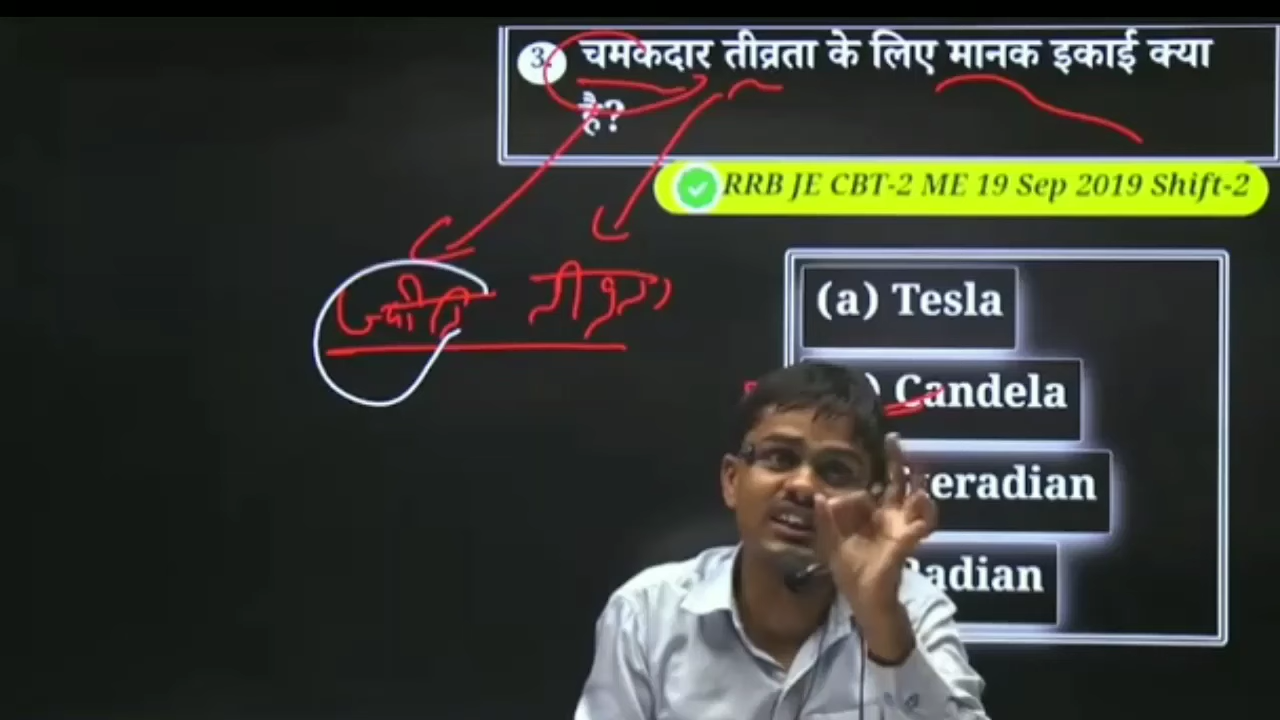 3. चमकदार तीव्रता के लिए मानक इकाई क्या
है?
RRB JE CBT-2 ME 19 Sep 2019 Shift-2
ज्योति तीव्रता
(a) Tesla
) Candela
eradian
Radian